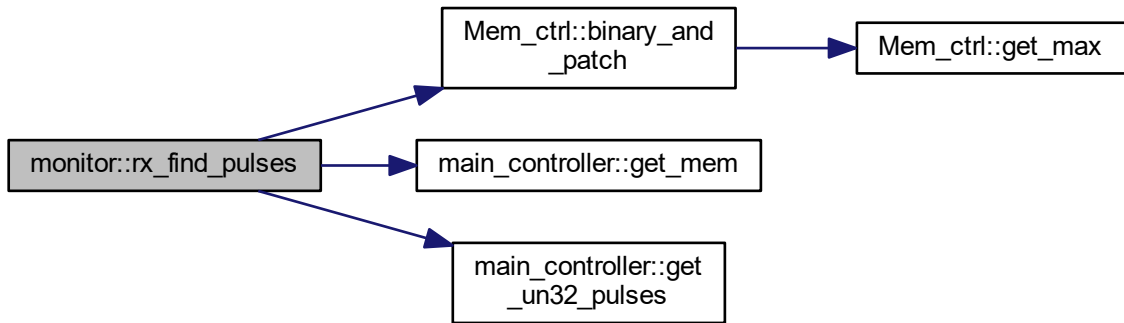 Mem_ctrl::binary_and
_patch
Mem_ctrl::get_max
monitor::rx_find_pulses
main_controller::get_mem
main_controller::get
_un32_pulses